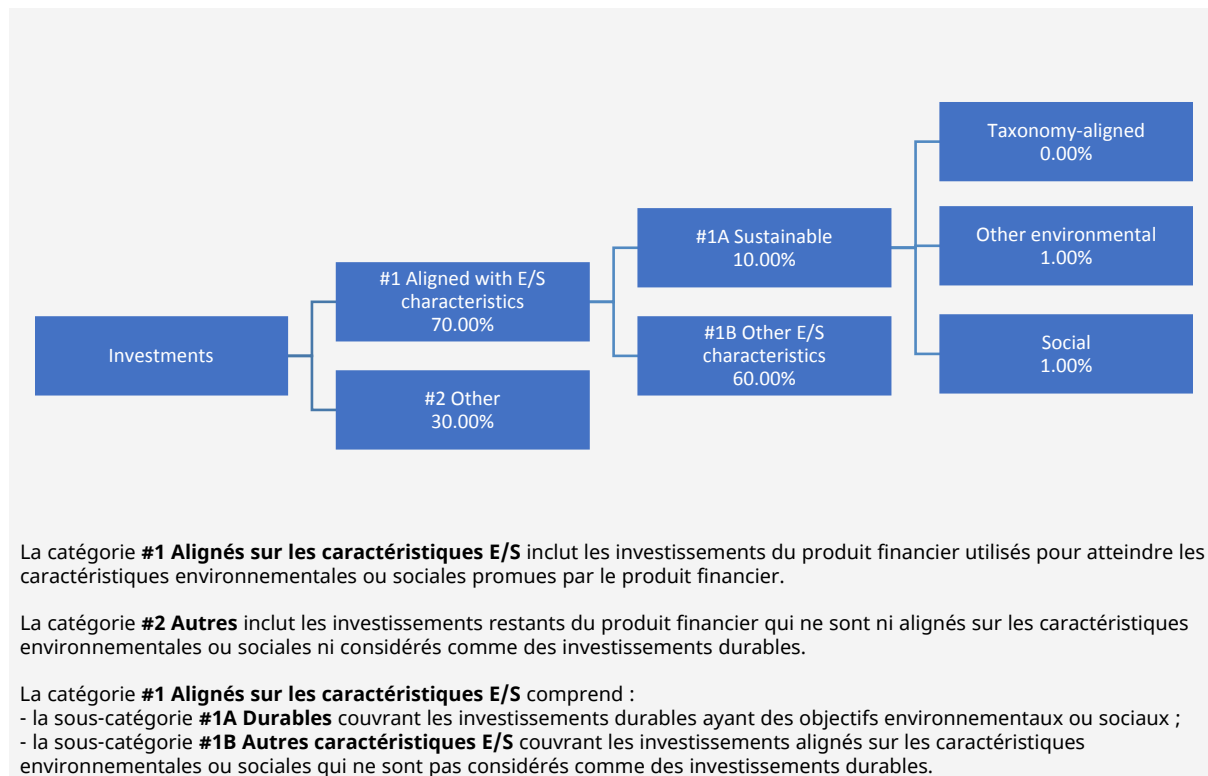 Investments
#1 Aligned with E/S
characteristics
70.00%
#2 Other
30.00%
#1A Sustainable
10.00%
#1B Other E/S
characteristics
60.00%
Taxonomy-aligned
0.00%
Other environmental
1.00%
Social
1.00%
La catégorie #1 Alignés sur les caractéristiques E/S inclut les investissements du produit financier utilisés pour atteindre les
caractéristiques environnementales ou sociales promues par le produit financier.
La catégorie #2 Autres inclut les investissements restants du produit financier qui ne sont ni alignés sur les caractéristiques
environnementales ou sociales ni considérés comme des investissements durables.
La catégorie #1 Alignés sur les caractéristiques E/S comprend :
- la sous-catégorie #1A Durables couvrant les investissements durables ayant des objectifs environnementaux ou sociaux ;
- la sous-catégorie #1B Autres caractéristiques E/S couvrant les investissements alignés sur les caractéristiques
environnementales ou sociales qui ne sont pas considérés comme des investissements durables.